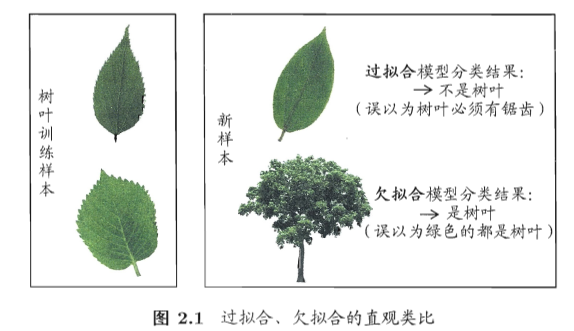 树叶训练样本
新样本
过拟合模型分类结果:
→ 不是树叶
(误以为树叶必须有锯齿)
欠拟合模型分类结果:
→ 是树叶
(误以为绿色的都是树叶)
图 2.1 过拟合、欠拟合的直观类比